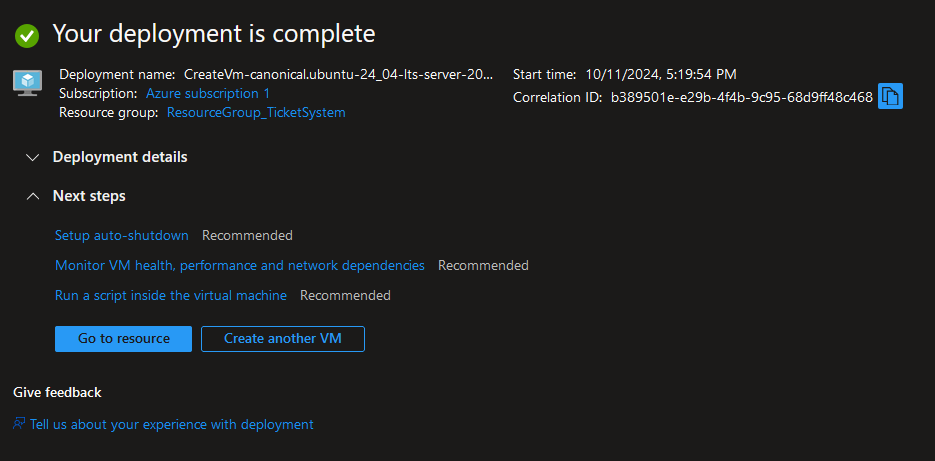 Your deployment is complete
Deployment name: CreateVm-canonical.ubuntu-24_04-lts-server-20...
Subscription: Azure subscription 1
Resource group: ResourceGroup_TicketSystem
Start time: 10/11/2024, 5:19:54 PM
Correlation ID: b389501e-e29b-4f4b-9c95-68d9ff48c468
Deployment details
Next steps
Setup auto-shutdown Recommended
Monitor VM health, performance and network dependencies Recommended
Run a script inside the virtual machine Recommended
Go to resource Create another VM
Give feedback
Tell us about your experience with deployment